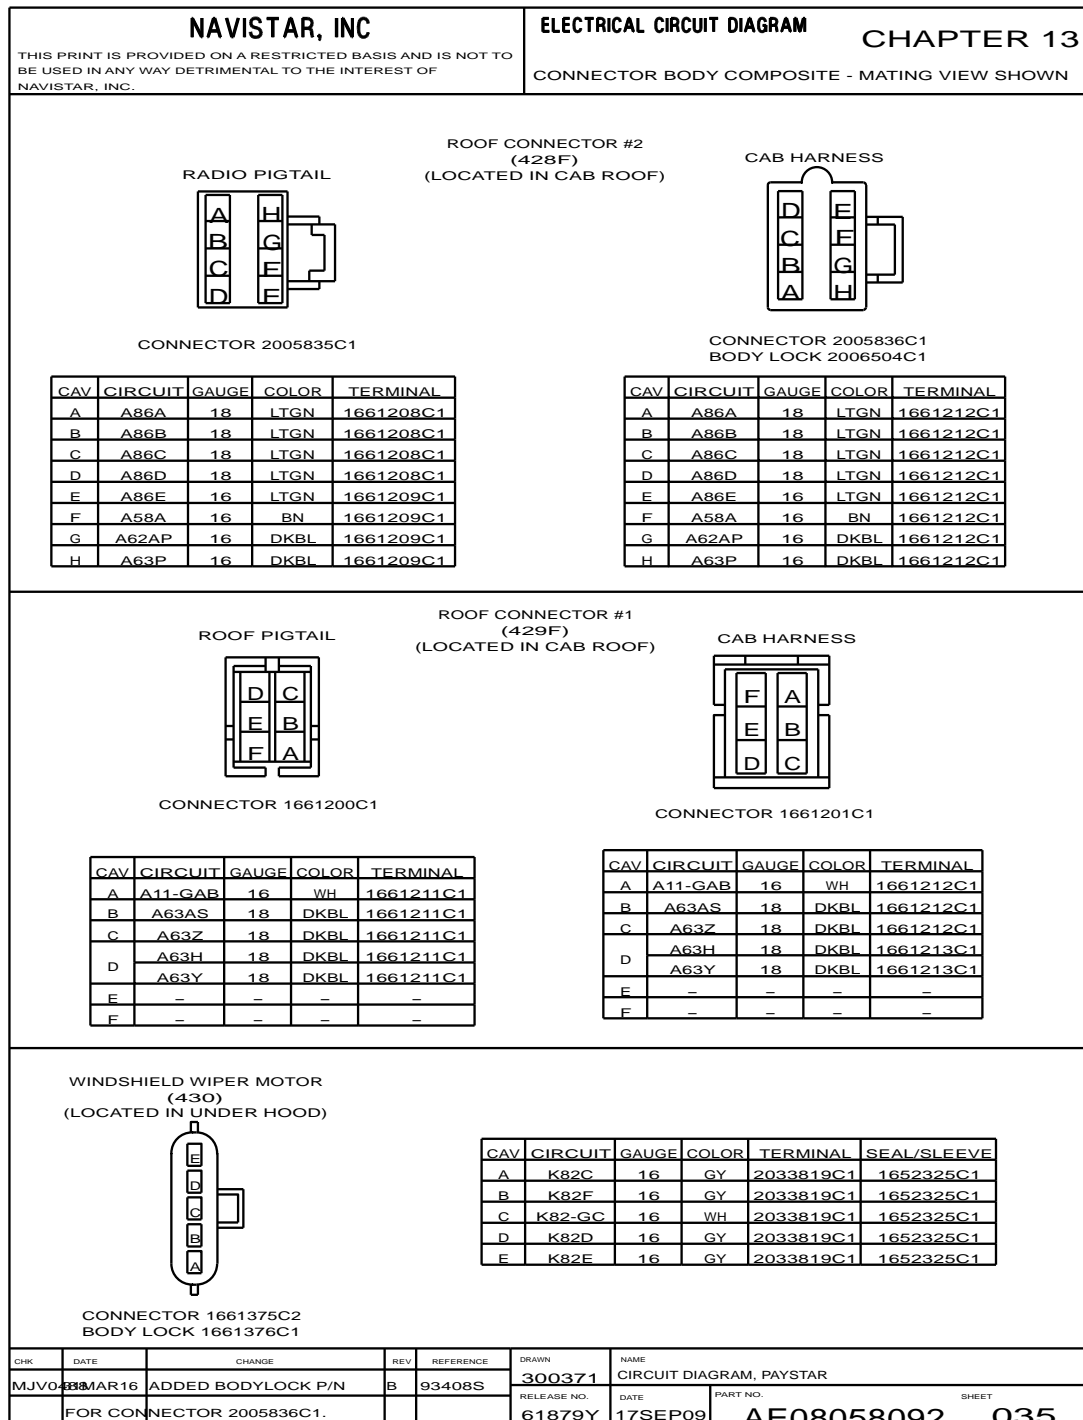 NAVISTAR, INC
THIS PRINT IS PROVIDED ON A RESTRICTED BASIS AND IS NOT TO
BE USED IN ANY WAY DETRIMENTAL TO THE INTEREST OF
NAVISTAR, INC.
ELECTRICAL CIRCUIT DIAGRAM
CHAPTER 13
CONNECTOR BODY COMPOSITE - MATING VIEW SHOWN
ROOF CONNECTOR #2
(428F)
(LOCATED IN CAB ROOF)
RADIO PIGTAIL
A H
B G
C F
D E
CONNECTOR 2005835C1
CAV CIRCUIT GAUGE COLOR TERMINAL
A A86A 18 LTGN 1661208C1
B A86B 18 LTGN 1661208C1
C A86C 18 LTGN 1661208C1
D A86D 18 LTGN 1661208C1
E A86E 16 LTGN 1661209C1
F A58A 16 BN 1661209C1
G A62AP 16 DKBL 1661209C1
H A63P 16 DKBL 1661209C1
CAB HARNESS
D E
C F
B G
A H
CONNECTOR 2005836C1
BODY LOCK 2006504C1
CAV CIRCUIT GAUGE COLOR TERMINAL
A A86A 18 LTGN 1661212C1
B A86B 18 LTGN 1661212C1
C A86C 18 LTGN 1661212C1
D A86D 18 LTGN 1661212C1
E A86E 16 LTGN 1661212C1
F A58A 16 BN 1661212C1
G A62AP 16 DKBL 1661212C1
H A63P 16 DKBL 1661212C1
ROOF CONNECTOR #1
(429F)
(LOCATED IN CAB ROOF)
ROOF PIGTAIL
D C
E B
F A
CONNECTOR 1661200C1
CAV CIRCUIT GAUGE COLOR TERMINAL
A A11-GAB 16 WH 1661211C1
B A63AS 18 DKBL 1661211C1
C A63Z 18 DKBL 1661211C1
D A63H 18 DKBL 1661211C1
A63Y 18 DKBL 1661211C1
E – – – –
F – – – –
CAB HARNESS
F A
E B
D C
CONNECTOR 1661201C1
CAV CIRCUIT GAUGE COLOR TERMINAL
A A11-GAB 16 WH 1661212C1
B A63AS 18 DKBL 1661212C1
C A63Z 18 DKBL 1661212C1
D A63H 18 DKBL 1661213C1
A63Y 18 DKBL 1661213C1
E – – – –
F – – – –
WINDSHIELD WIPER MOTOR
(430)
(LOCATED IN UNDER HOOD)
E
D
C
B
A
CONNECTOR 1661375C2
BODY LOCK 1661376C1
CAV CIRCUIT GAUGE COLOR TERMINAL SEAL/SLEEVE
A K82C 16 GY 2033819C1 1652325C1
B K82F 16 GY 2033819C1 1652325C1
C K82-GC 16 WH 2033819C1 1652325C1
D K82D 16 GY 2033819C1 1652325C1
E K82E 16 GY 2033819C1 1652325C1
CHK DATE CHANGE REV REFERENCE
ADDED BODYLOCK P/N B 93408S
FOR CONNECTOR 2005836C1.
DRAWN
300371
NAME
CIRCUIT DIAGRAM, PAYSTAR
RELEASE NO.
61879Y
DATE
17SEP09
PART NO.
AE08058092
SHEET
035